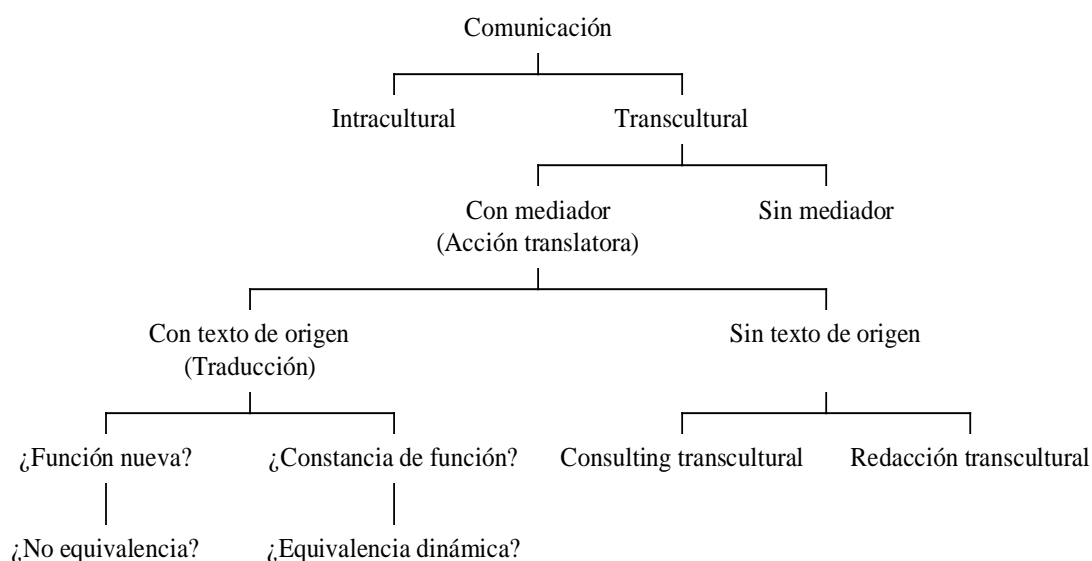 Comunicación
Intracultural
Transcultural
Con mediador
(Acción translatora)
Sin mediador
Con texto de origen
(Traducción)
Sin texto de origen
¿Función nueva?
¿Constancia de función?
Consulting transcultural
Redacción transcultural
¿No equivalencia?
¿Equivalencia dinámica?